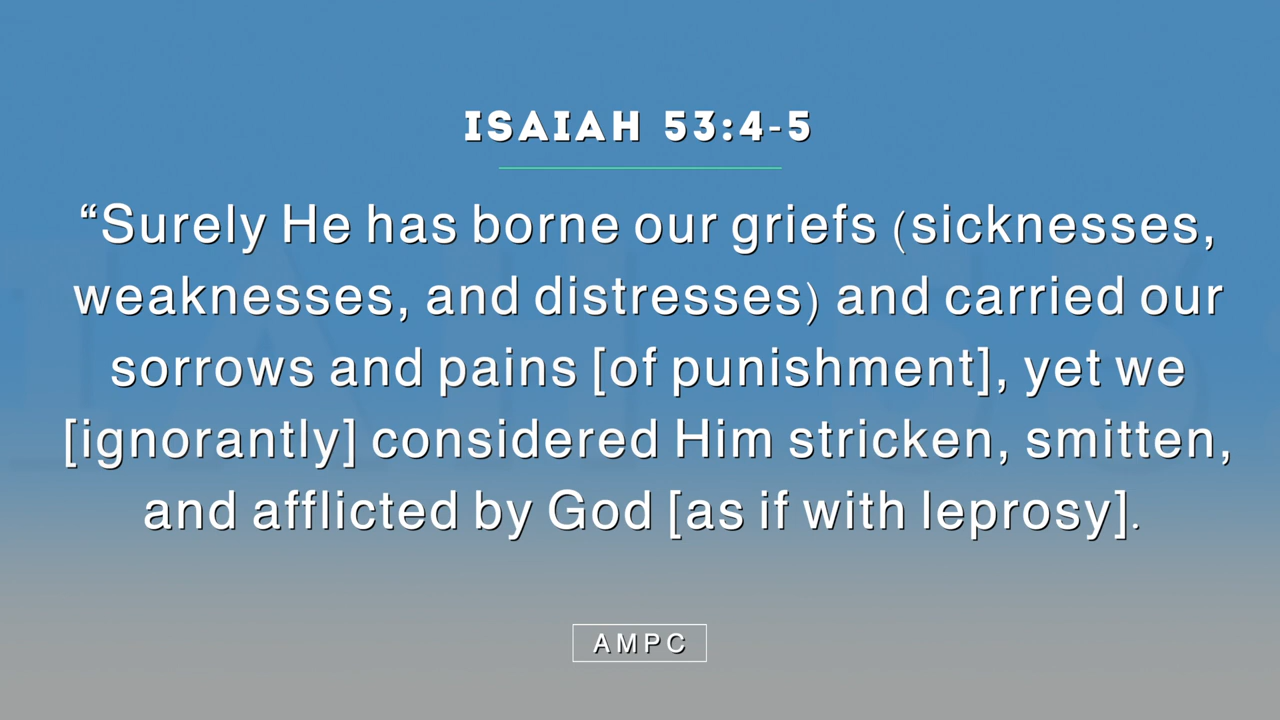 ISAIAH 53:4-5
“Surely He has borne our griefs (sicknesses,
weaknesses, and distresses) and carried our
sorrows and pains [of punishment], yet we
[ignorantly] considered Him stricken, smitten,
and afflicted by God [as if with leprosy].
AMPC